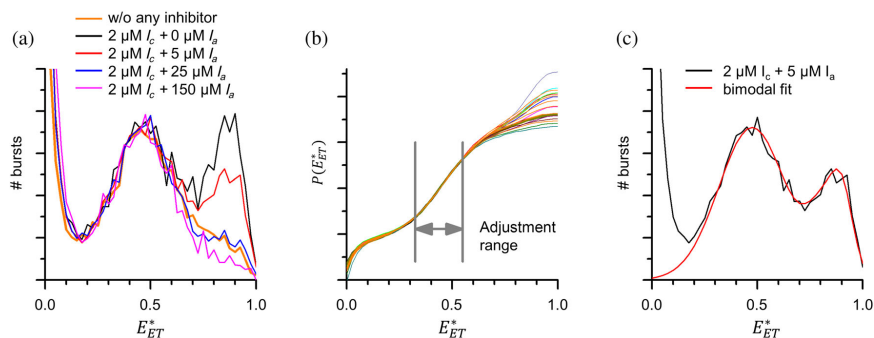 (a)
w/o any inhibitor
2 µM Ic + 0 µM Ia
2 µM Ic + 5 µM Ia
2 µM Ic + 25 µM Ia
2 µM Ic + 150 µM Ia
# bursts
0.0 0.5 1.0
E*ET
(b)
P(E*ET)
Adjustment
range
0.0 0.5 1.0
E*ET
(c)
2 µM Ic + 5 µM Ia
bimodal fit
# bursts
0.0 0.5 1.0
E*ET